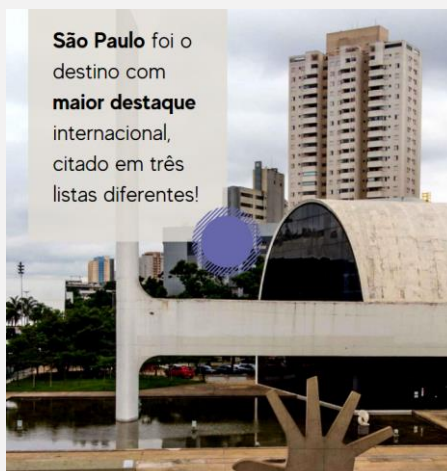 São Paulo foi o
destino com
maior destaque
internacional,
citado em três
listas diferentes!